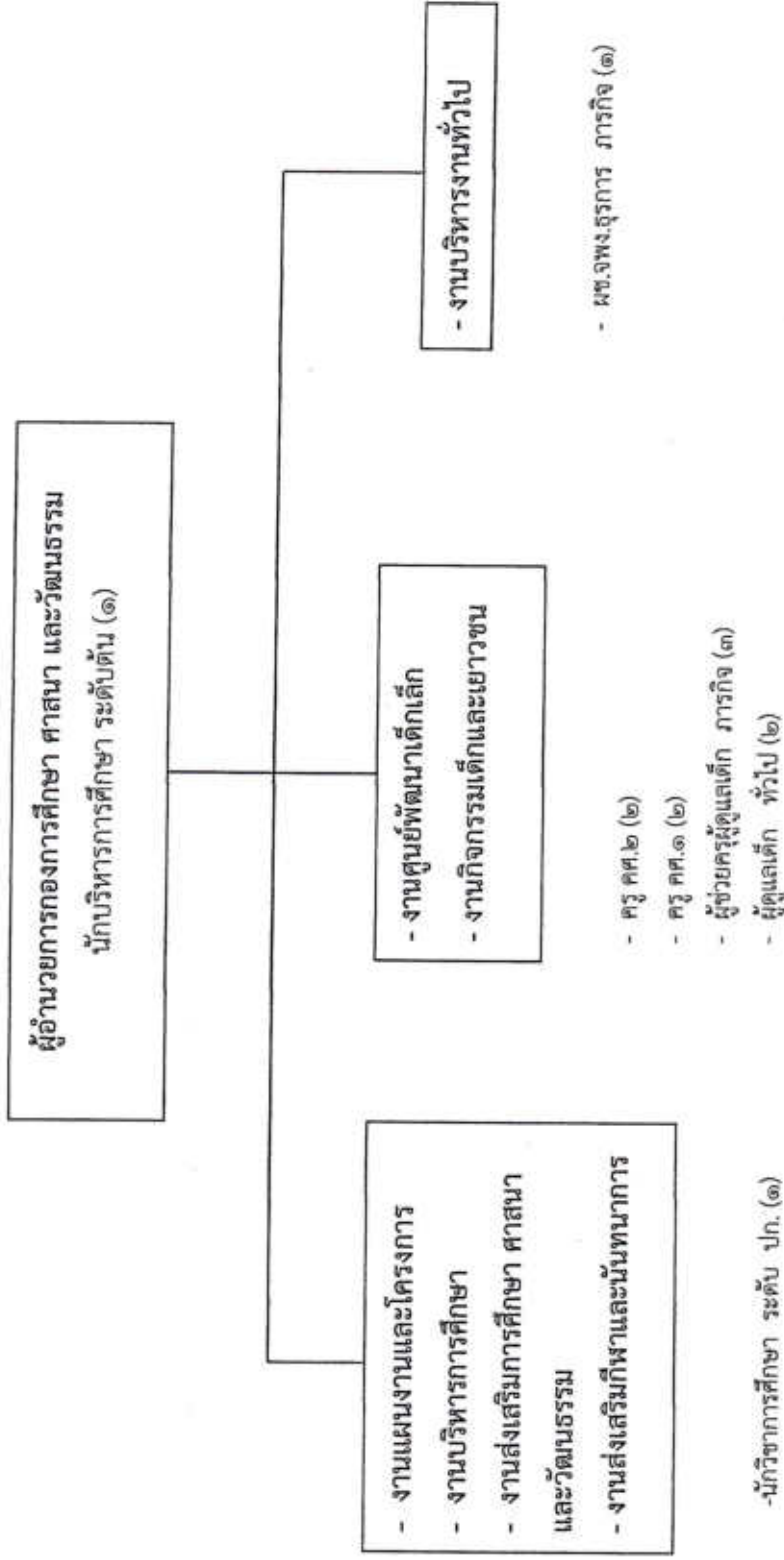 ผู้อำนวยการกองการศึกษา ศาสนา และวัฒนธรรม
นักบริหารการศึกษา ระดับต้น (๑)
- งานแผนงานและโครงการ
- งานบริหารการศึกษา
- งานส่งเสริมการศึกษา ศาสนา
และวัฒนธรรม
- งานส่งเสริมกีฬาและนันทนาการ
-นักวิชาการศึกษา ระดับ ปก. (๑)
- งานศูนย์พัฒนาเด็กเล็ก
- งานกิจกรรมเด็กและเยาวชน
- ครู คศ.๒ (๒)
- ครู คศ.๑ (๒)
- ผู้ช่วยครูผู้ดูแลเด็ก ภารกิจ (๓)
- ผู้ดูแลเด็ก ทั่วไป (๒)
- งานบริหารงานทั่วไป
- ผช.จพง.ธุรการ ภารกิจ (๑)